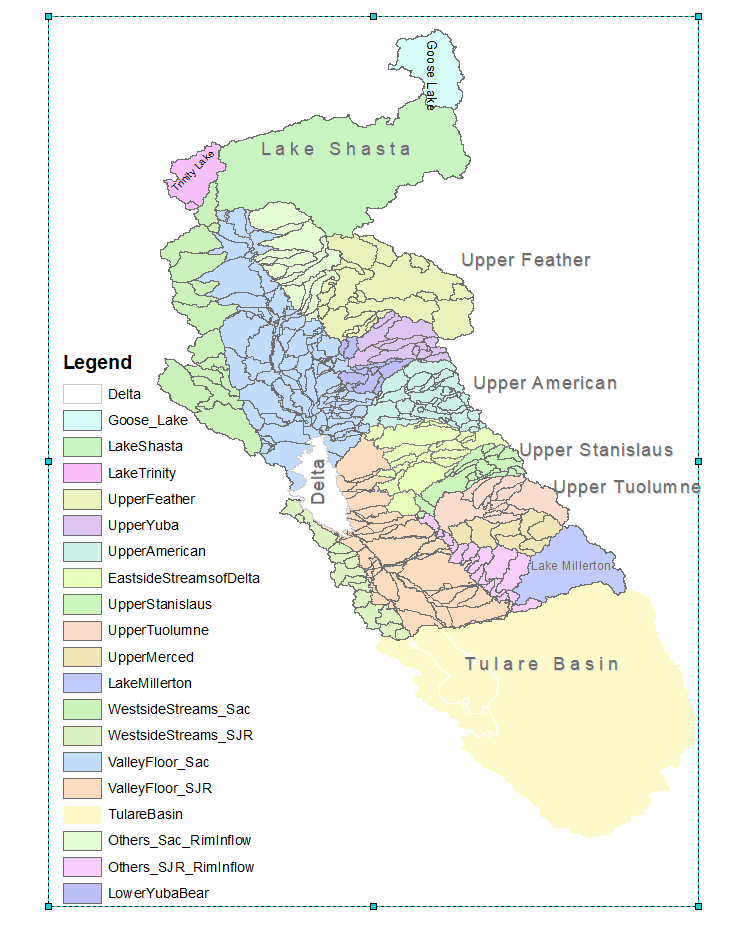 Goose Lake
Lake Shasta
Trinity Lake
Upper Feather
Upper American
Upper Stanislaus
Upper Tuolumne
Delta
Lake Millerton
Tulare Basin
Legend
Delta
Goose_Lake
LakeShasta
LakeTrinity
UpperFeather
UpperYuba
UpperAmerican
EastsideStreamsofDelta
UpperStanislaus
UpperTuolumne
UpperMerced
LakeMillerton
WestsideStreams_Sac
WestsideStreams_SJR
ValleyFloor_Sac
ValleyFloor_SJR
TulareBasin
Others_Sac_RimInflow
Others_SJR_RimInflow
LowerYubaBear